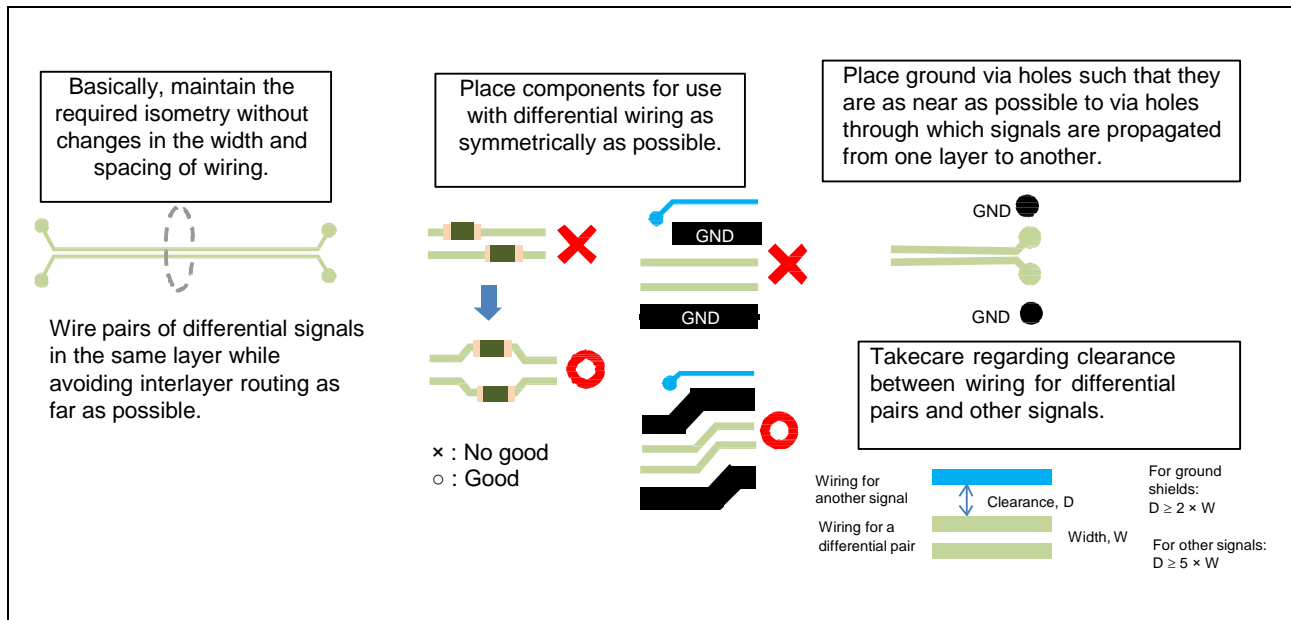 Basically, maintain the
required isometry without
changes in the width and
spacing of wiring.
Wire pairs of differential signals
in the same layer while
avoiding interlayer routing as
far as possible.
Place components for use
with differential wiring as
symmetrically as possible.
GND
GND
× : No good
○ : Good
Place ground via holes such that they
are as near as possible to via holes
through which signals are propagated
from one layer to another.
GND
GND
Takecare regarding clearance
between wiring for differential
pairs and other signals.
Wiring for
another signal
Clearance, D
Wiring for a
differential pair
Width, W
For ground
shields:
D ≥ 2 × W
For other signals:
D ≥ 5 × W